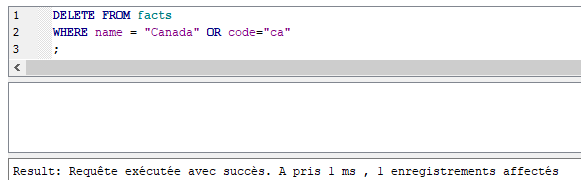 1 DELETE FROM facts
2 WHERE name = "Canada" OR code="ca"
3 ;
Result: Requête exécutée avec succès. A pris 1 ms , 1 enregistrements affectés